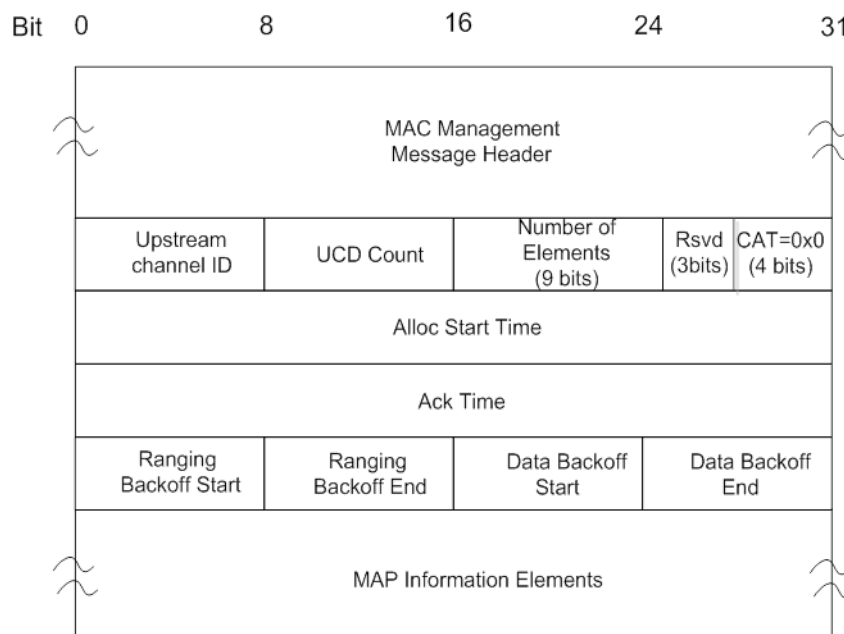 Bit 0 8 16 24 31
MAC Management
Message Header
Upstream
channel ID
UCD Count
Number of
Elements
(9 bits)
Rsvd
(3bits)
CAT=0x0
(4 bits)
Alloc Start Time
Ack Time
Ranging
Backoff Start
Ranging
Backoff End
Data Backoff
Start
Data Backoff
End
MAP Information Elements